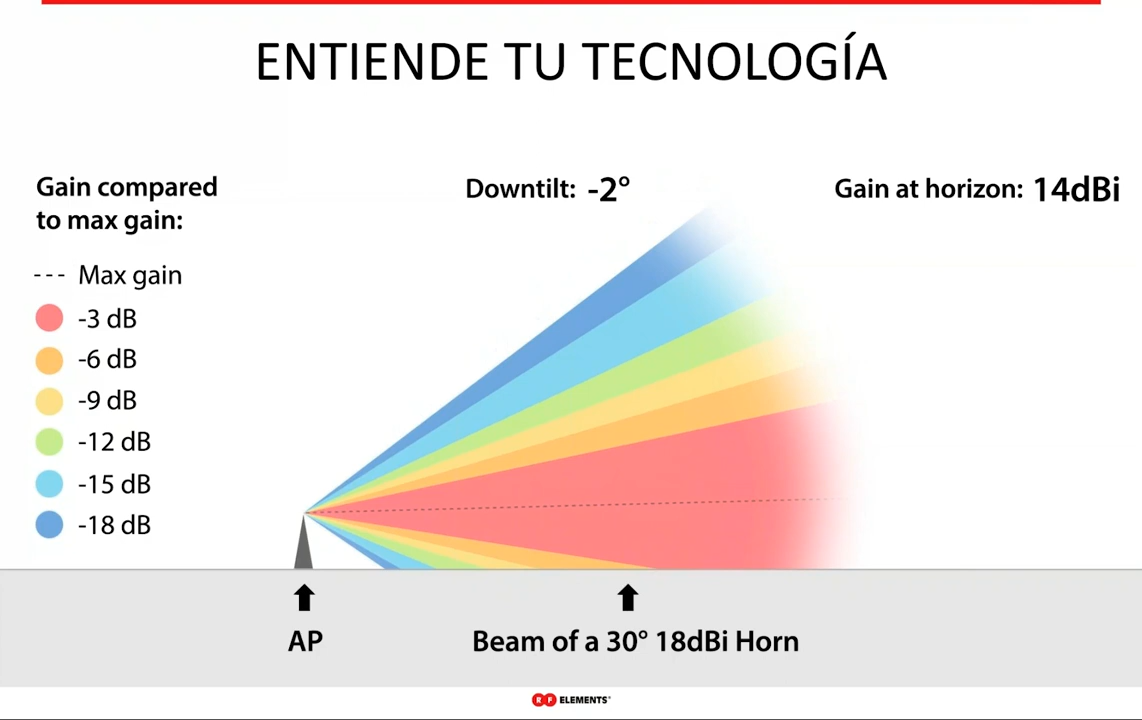 ENTIENDE TU TECNOLOGÍA
Gain compared
to max gain:
Downtilt: -2°
Gain at horizon: 14dBi
--- Max gain
-3 dB
-6 dB
-9 dB
-12 dB
-15 dB
-18 dB
AP
Beam of a 30° 18dBi Horn
RF ELEMENTS